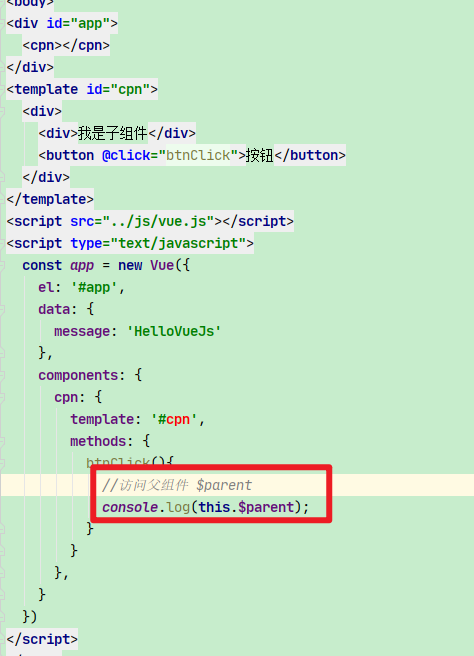 <body>
<div id="app">
  <cpn></cpn>
</div>
<template id="cpn">
  <div>
    <div>我是子组件</div>
    <button @click="btnClick">按钮</button>
  </div>
</template>
<script src="../js/vue.js"></script>
<script type="text/javascript">
  const app = new Vue({
    el: '#app',
    data: {
      message: 'HelloVueJs'
    },
    components: {
      cpn: {
        template: '#cpn',
        methods: {
          btnClick(){
            //访问父组件 $parent
            console.log(this.$parent);
          }
        }
      },
    }
  })
</script>